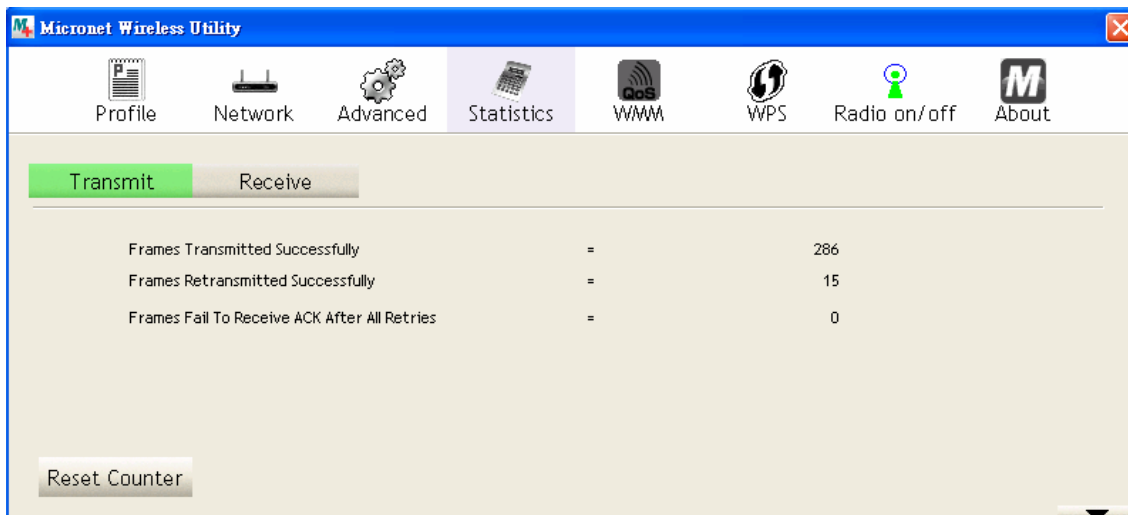 Micronet Wireless Utility
Profile Network Advanced Statistics WMM WPS Radio on/off About
Transmit Receive
Frames Transmitted Successfully = 286
Frames Retransmitted Successfully = 15
Frames Fail To Receive ACK After All Retries = 0
Reset Counter